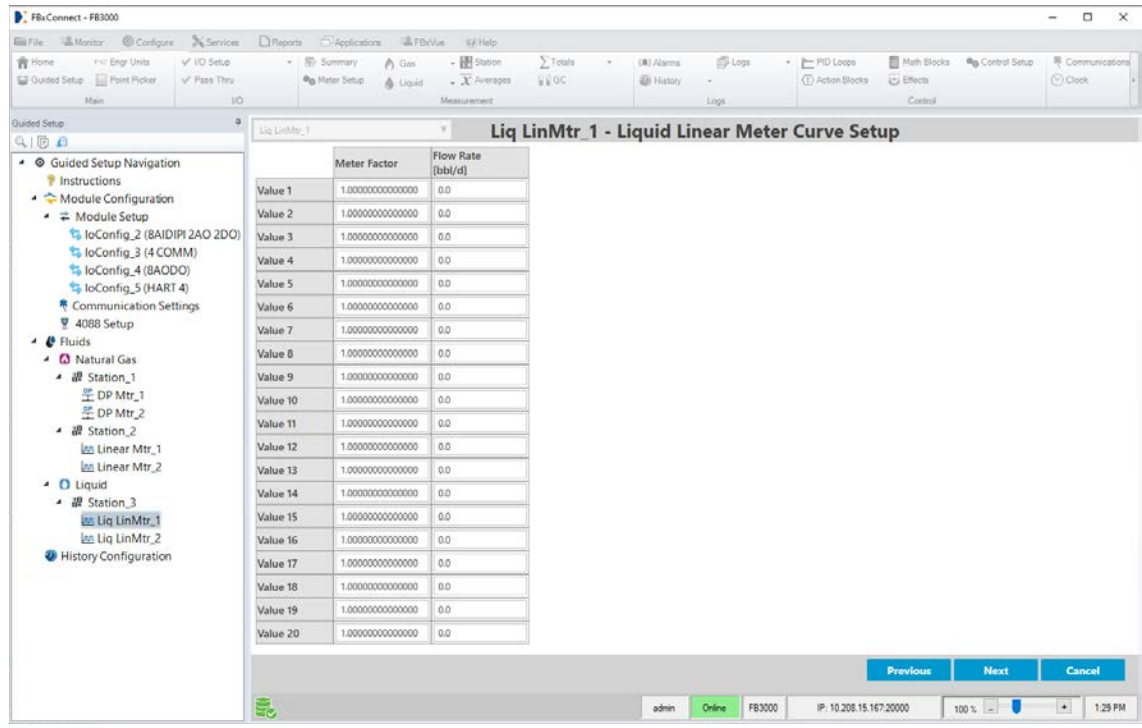 FBxConnect - FB3000
File Monitor Configure Services Reports Applications FBxVue Help
Home Engr Units I/O Setup Summary Gas Station Totals Alarms Logs PID Loops Math Blocks Control Setup Communications
Guided Setup Point Picker Pass Thru Meter Setup Liquid Averages GC History Action Blocks Effects Clock
Main I/O Measurement Logs Control
Guided Setup
Liq LinMtr_1
Liq LinMtr_1 - Liquid Linear Meter Curve Setup
Guided Setup Navigation
Instructions
Module Configuration
Module Setup
IoConfig_2 (8AIDIPI 2AO 2DO)
IoConfig_3 (4 COMM)
IoConfig_4 (8AODO)
IoConfig_5 (HART 4)
Communication Settings
4088 Setup
Fluids
Natural Gas
Station_1
DP Mtr_1
DP Mtr_2
Station_2
Linear Mtr_1
Linear Mtr_2
Liquid
Station_3
Liq LinMtr_1
Liq LinMtr_2
History Configuration
Meter Factor Flow Rate
[bbl/d]
Value 1 1.00000000000000 0.0
Value 2 1.00000000000000 0.0
Value 3 1.00000000000000 0.0
Value 4 1.00000000000000 0.0
Value 5 1.00000000000000 0.0
Value 6 1.00000000000000 0.0
Value 7 1.00000000000000 0.0
Value 8 1.00000000000000 0.0
Value 9 1.00000000000000 0.0
Value 10 1.00000000000000 0.0
Value 11 1.00000000000000 0.0
Value 12 1.00000000000000 0.0
Value 13 1.00000000000000 0.0
Value 14 1.00000000000000 0.0
Value 15 1.00000000000000 0.0
Value 16 1.00000000000000 0.0
Value 17 1.00000000000000 0.0
Value 18 1.00000000000000 0.0
Value 19 1.00000000000000 0.0
Value 20 1.00000000000000 0.0
Previous Next Cancel
admin Online FB3000 IP: 10.208.15.167.20000 100 % - + 1:29 PM